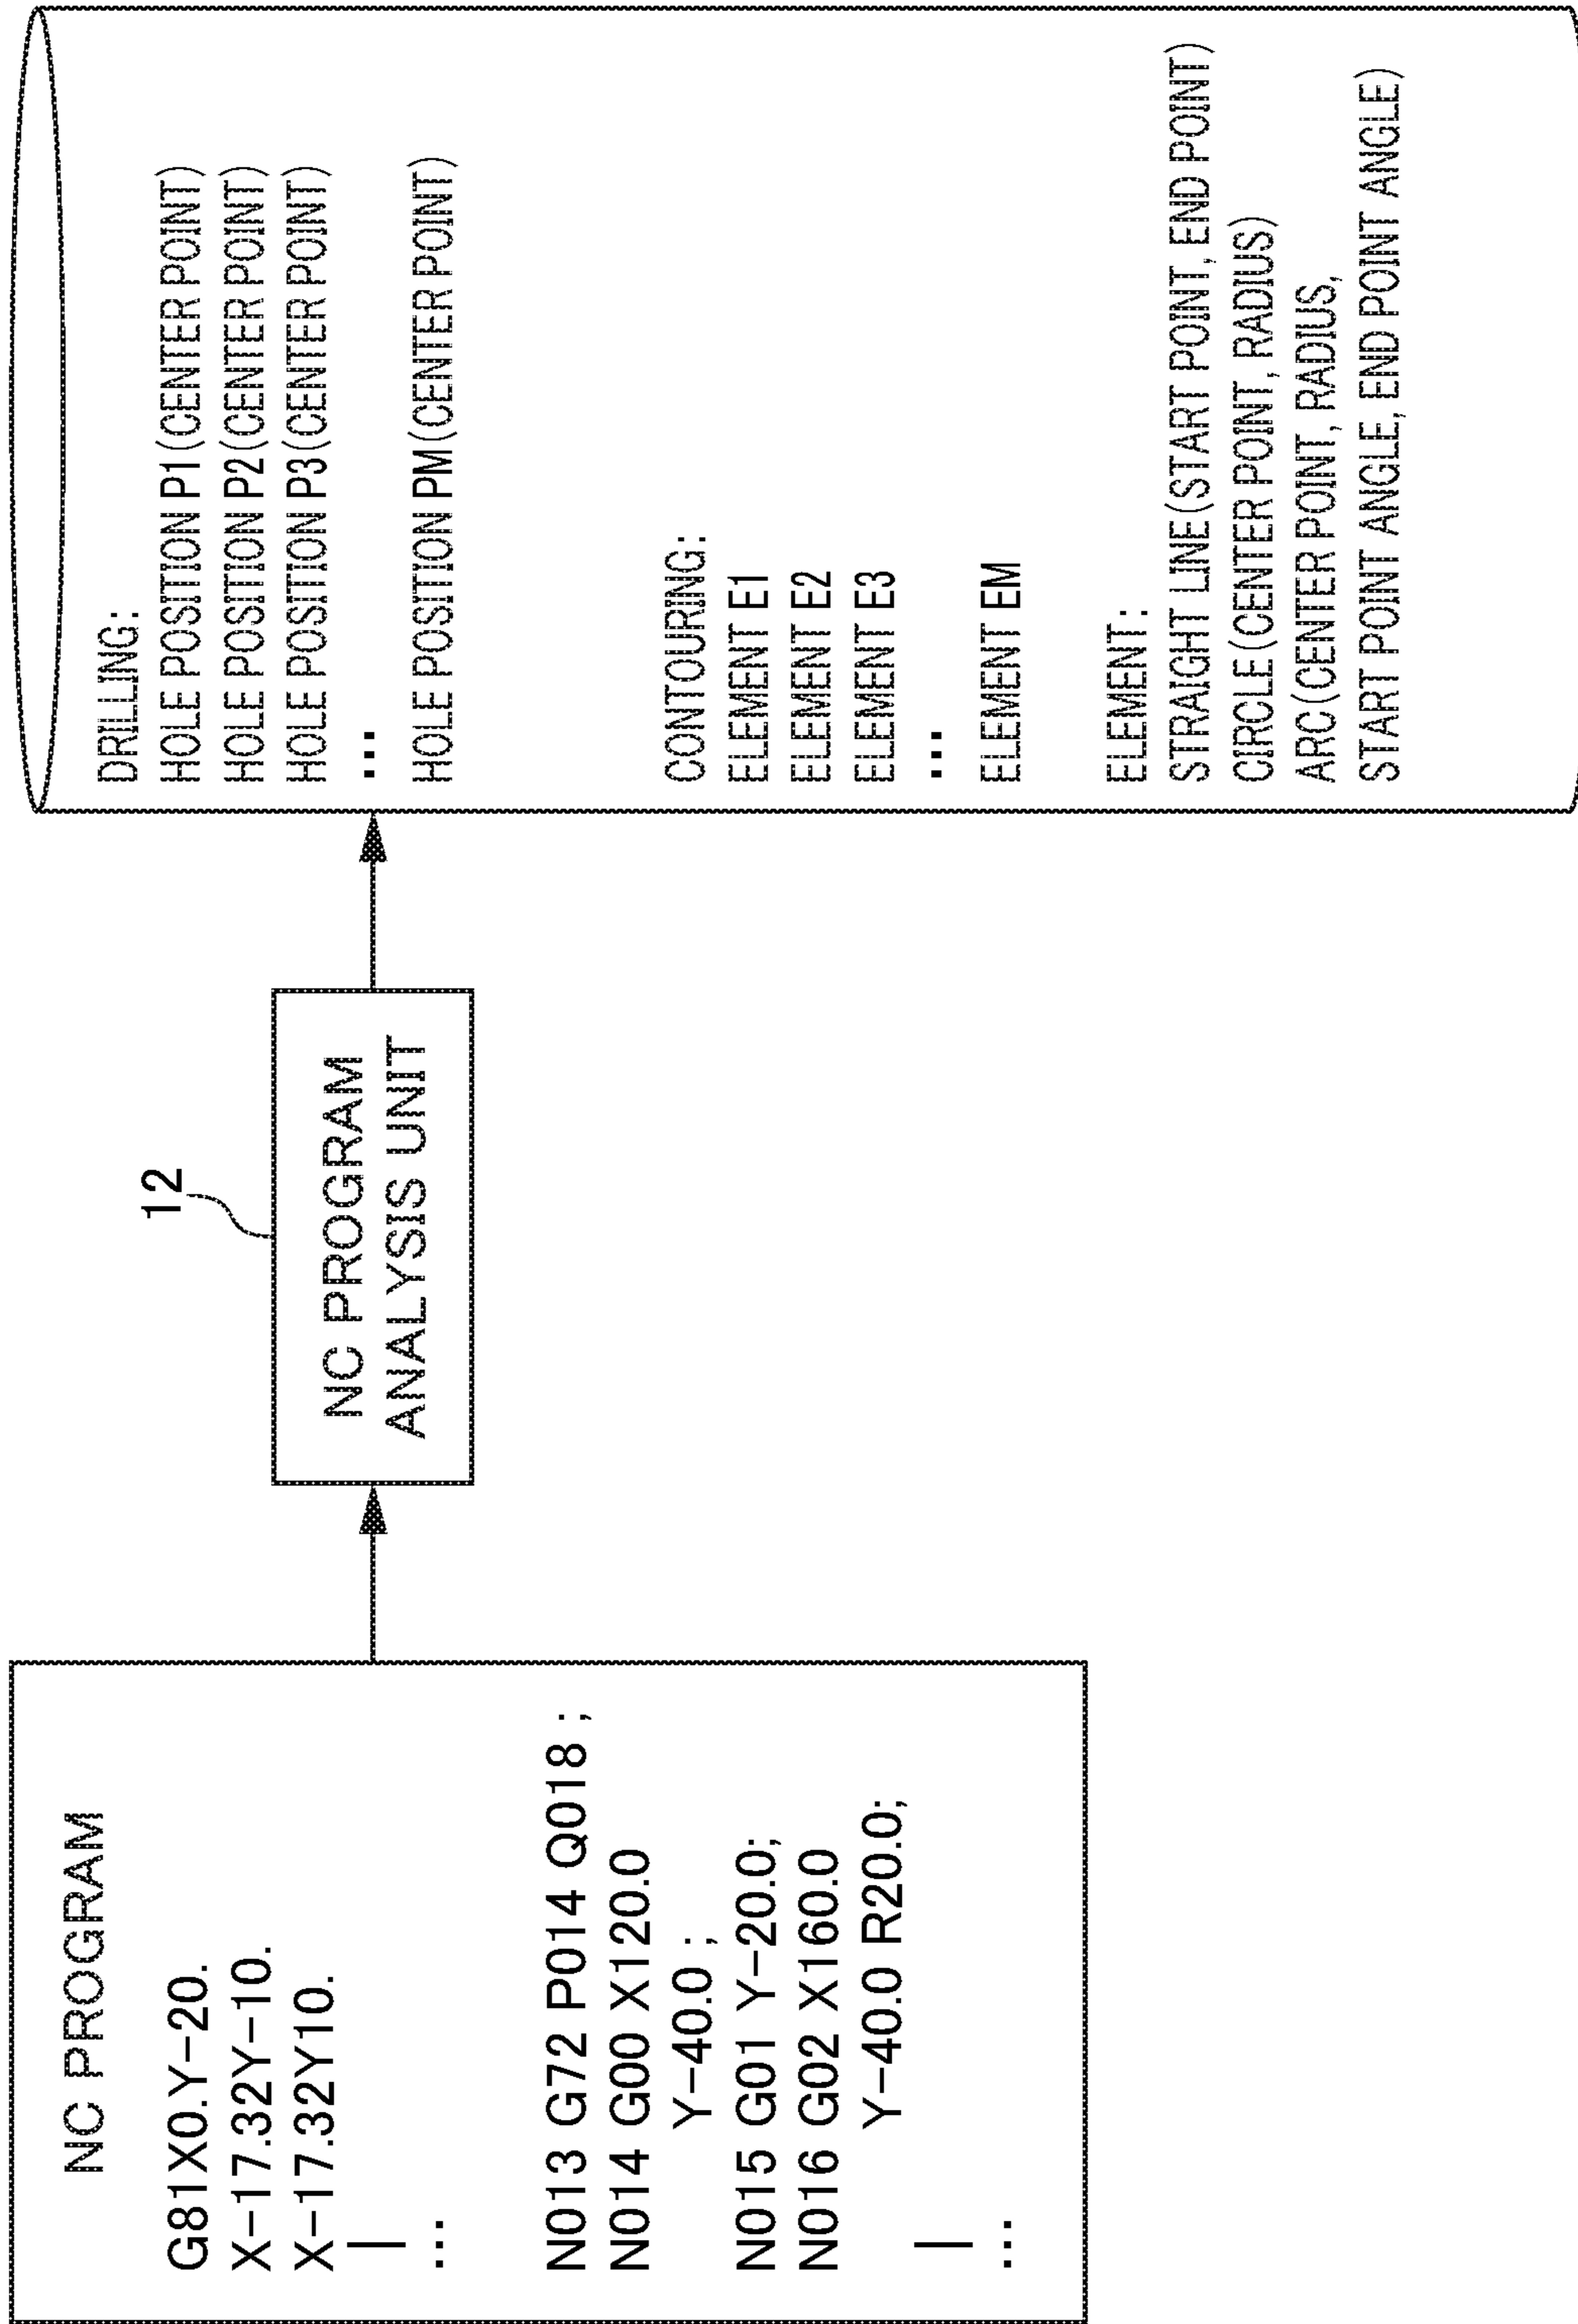 NC PROGRAM
G81X0.Y-20.
X-17.32Y-10.
X-17.32Y10.
|
...
N013 G72 P014 Q018 ;
N014 G00 X120.0
Y-40.0 ;
N015 G01 Y-20.0;
N016 G02 X160.0
Y-40.0 R20.0;
|
...
12
NC PROGRAM
ANALYSIS UNIT
DRILLING:
HOLE POSITION P1(CENTER POINT)
HOLE POSITION P2(CENTER POINT)
HOLE POSITION P3(CENTER POINT)
...
HOLE POSITION PM(CENTER POINT)
CONTOURING:
ELEMENT E1
ELEMENT E2
ELEMENT E3
...
ELEMENT EM
ELEMENT:
STRAIGHT LINE(START POINT, END POINT)
CIRCLE(CENTER POINT, RADIUS)
ARC(CENTER POINT, RADIUS,
START POINT ANGLE, END POINT ANGLE)